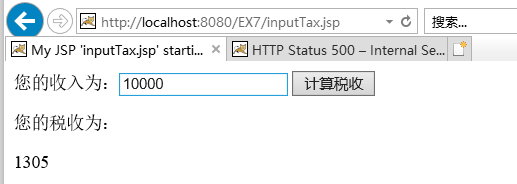 http://localhost:8080/EX7/inputTax.jsp
搜索...
My JSP 'inputTax.jsp' starti...
HTTP Status 500 – Internal Se...
您的收入为： 10000 计算税收
您的税收为：
1305